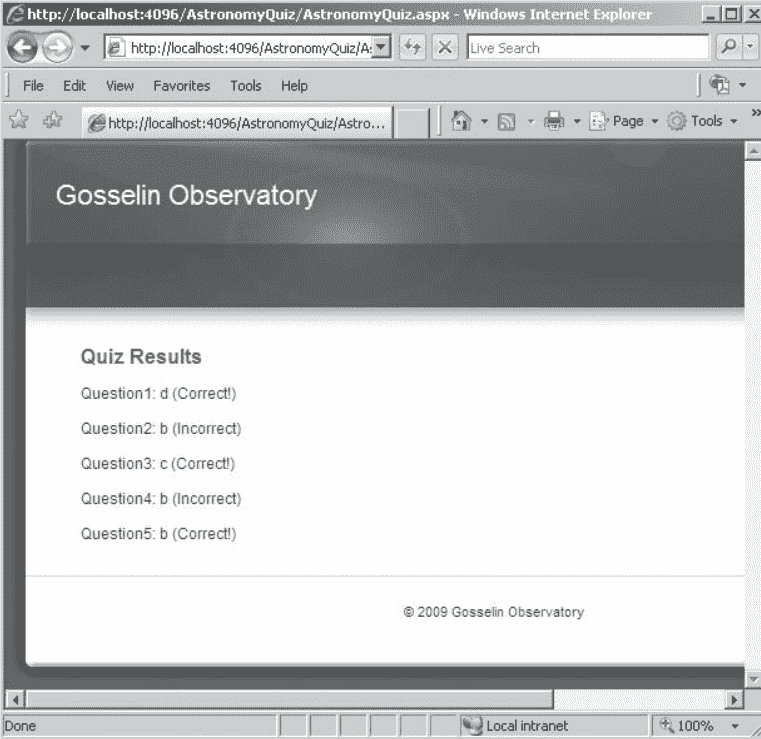 http://localhost:4096/AstronomyQuiz/AstronomyQuiz.aspx - Windows Internet Explorer
http://localhost:4096/AstronomyQuiz/A: Live Search
File Edit View Favorites Tools Help
http://localhost:4096/AstronomyQuiz/Astro... Page Tools »
Gosselin Observatory
Quiz Results
Question1: d (Correct!)
Question2: b (Incorrect)
Question3: c (Correct!)
Question4: b (Incorrect)
Question5: b (Correct!)
© 2009 Gosselin Observatory
Done Local intranet 100%